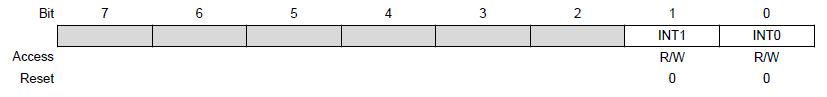 Bit 7 6 5 4 3 2 1 0
INT1 INT0
Access R/W R/W
Reset 0 0